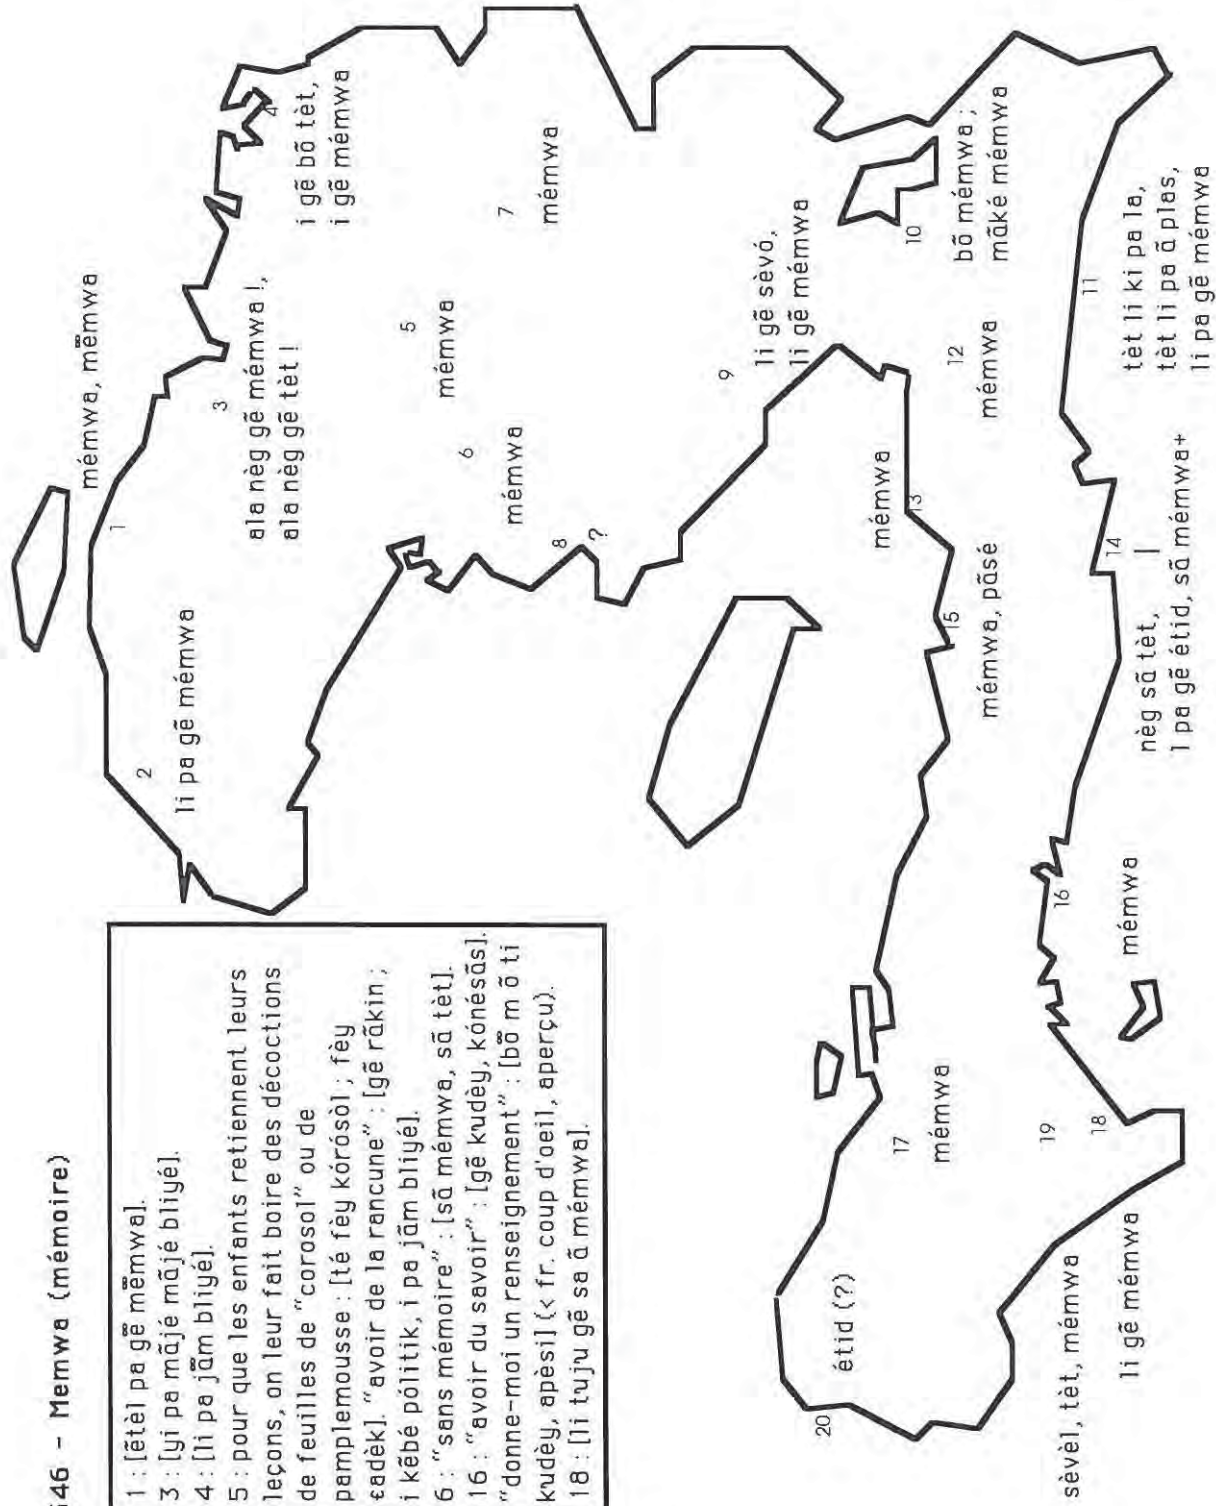 546 - Memwa (mémoire)
1 : [ẽtèl pa gẽ mẽmwa].
3 : [yi pa mãjé mãjé bliyé].
4 : [li pa jãm bliyé].
5 : pour que les enfants retiennent leurs
leçons, on leur fait boire des décoctions
de feuilles de "corosol" ou de
pamplemousse : [té fèy kórósòl ; fèy
ɛadèk]. "avoir de la rancune" : [gẽ rãkin ;
i kẽbé pólitik, i pa jãm bliyé].
6 : "sans mémoire" : [sã mémwa, sã tèt].
16 : "avoir du savoir" : [gẽ kudèy, kónésãs].
"donne-moi un renseignement" : [bõ m õ ti
kudèy, apèsi] (< fr. coup d'oeil, aperçu).
18 : [li tuju gẽ sa ã mémwa].
mémwa, mẽmwa
1
2
li pa gẽ mémwa
3
ala nèg gẽ mémwa !,
ala nèg gẽ tèt !
4
i gẽ bõ tèt,
i gẽ mémwa
5
mémwa
6
mémwa
7
mémwa
8
?
9
li gẽ sèvó,
li gẽ mémwa
10
bõ mémwa ;
mãké mémwa
11
tèt li ki pa la,
tèt li pa ã plas,
li pa gẽ mémwa
12
mémwa
mémwa
13
14
nèg sã tèt,
l pa gẽ étid, sã mémwa+
15
mémwa, pãsé
16
mémwa
17
mémwa
18
li gẽ mémwa
19
sèvèl, tèt, mémwa
20
étid (?)